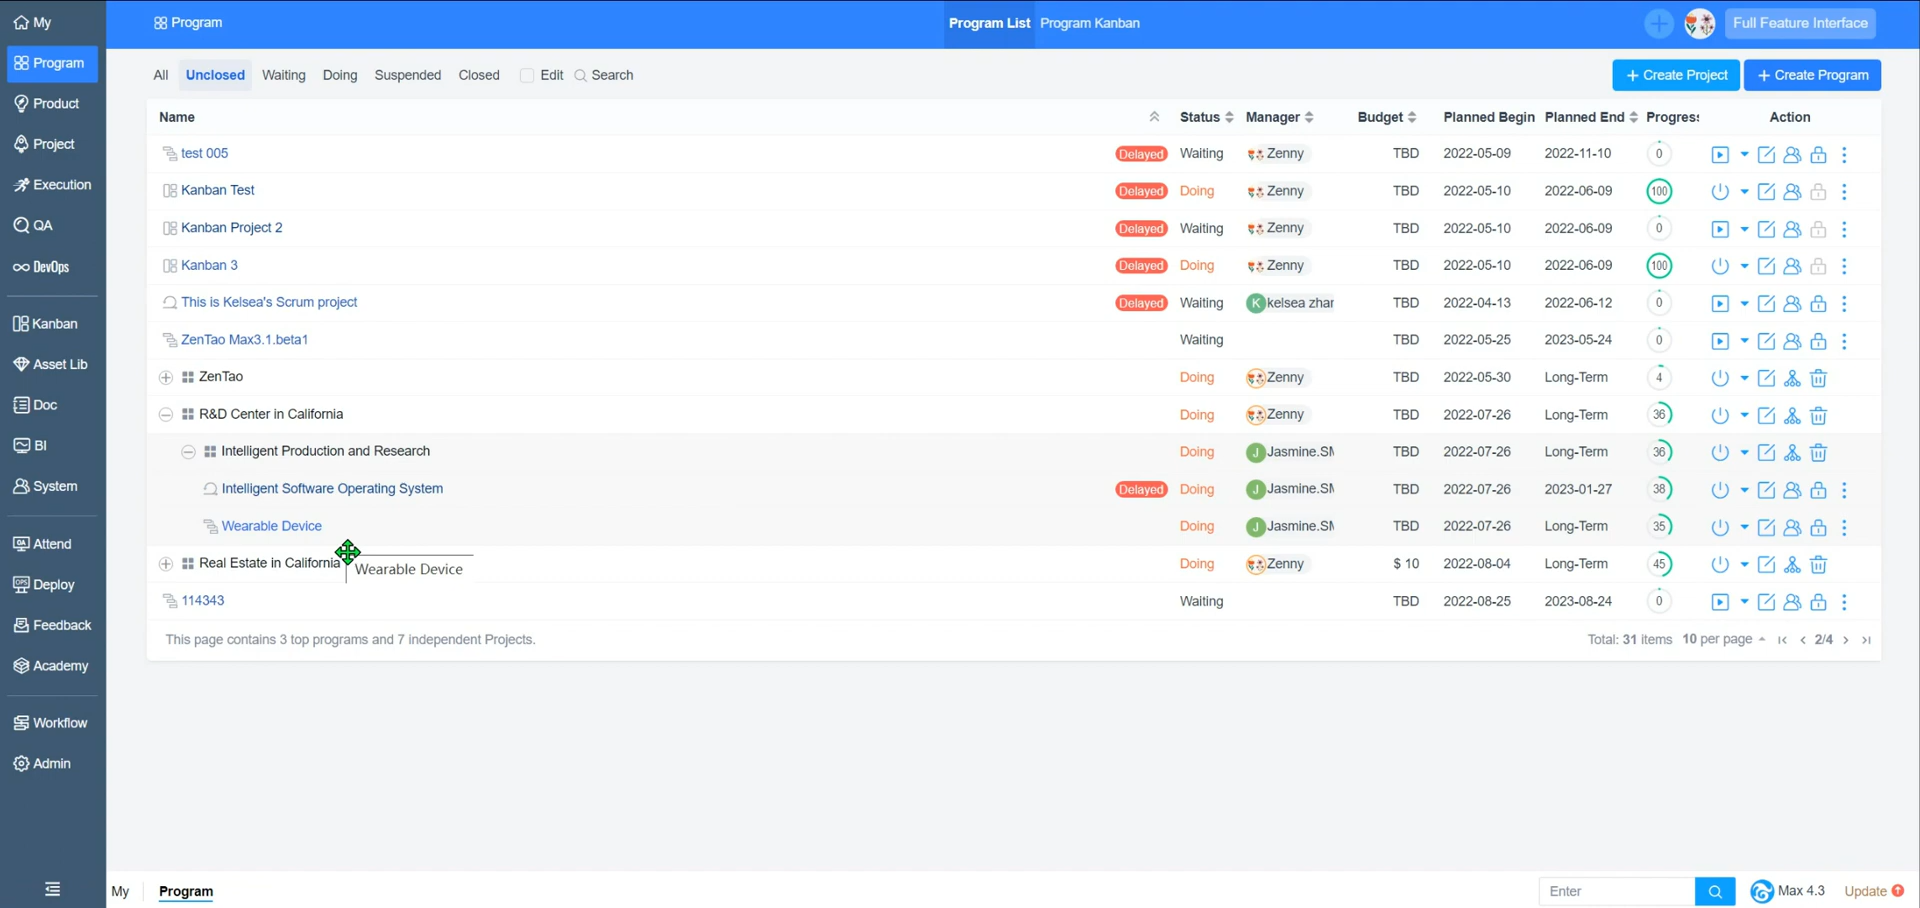 My
Program
Product
Project
Execution
QA
DevOps
Kanban
Asset Lib
Doc
BI
System
Attend
Deploy
Feedback
Academy
Workflow
Admin
Program
Program List Program Kanban
Full Feature Interface
All Unclosed Waiting Doing Suspended Closed Edit Search
+ Create Project + Create Program
Name Status Manager Budget Planned Begin Planned End Progres: Action
test 005 Delayed Waiting Zenny TBD 2022-05-09 2022-11-10 0
Kanban Test Delayed Doing Zenny TBD 2022-05-10 2022-06-09 100
Kanban Project 2 Delayed Waiting Zenny TBD 2022-05-10 2022-06-09 0
Kanban 3 Delayed Doing Zenny TBD 2022-05-10 2022-06-09 100
This is Kelsea's Scrum project Delayed Waiting K kelsea zhar TBD 2022-04-13 2022-06-12 0
ZenTao Max3.1.beta1 Waiting TBD 2022-05-25 2023-05-24 0
ZenTao Doing Zenny TBD 2022-05-30 Long-Term 4
R&D Center in California Doing Zenny TBD 2022-07-26 Long-Term 36
Intelligent Production and Research Doing J Jasmine.SM TBD 2022-07-26 Long-Term 36
Intelligent Software Operating System Delayed Doing J Jasmine.SM TBD 2022-07-26 2023-01-27 38
Wearable Device Doing J Jasmine.SM TBD 2022-07-26 Long-Term 35
Real Estate in California Doing Zenny $ 10 2022-08-04 Long-Term 45
Wearable Device
114343 Waiting TBD 2022-08-25 2023-08-24 0
This page contains 3 top programs and 7 independent Projects. Total: 31 items 10 per page 2/4
My Program
Enter Max 4.3 Update